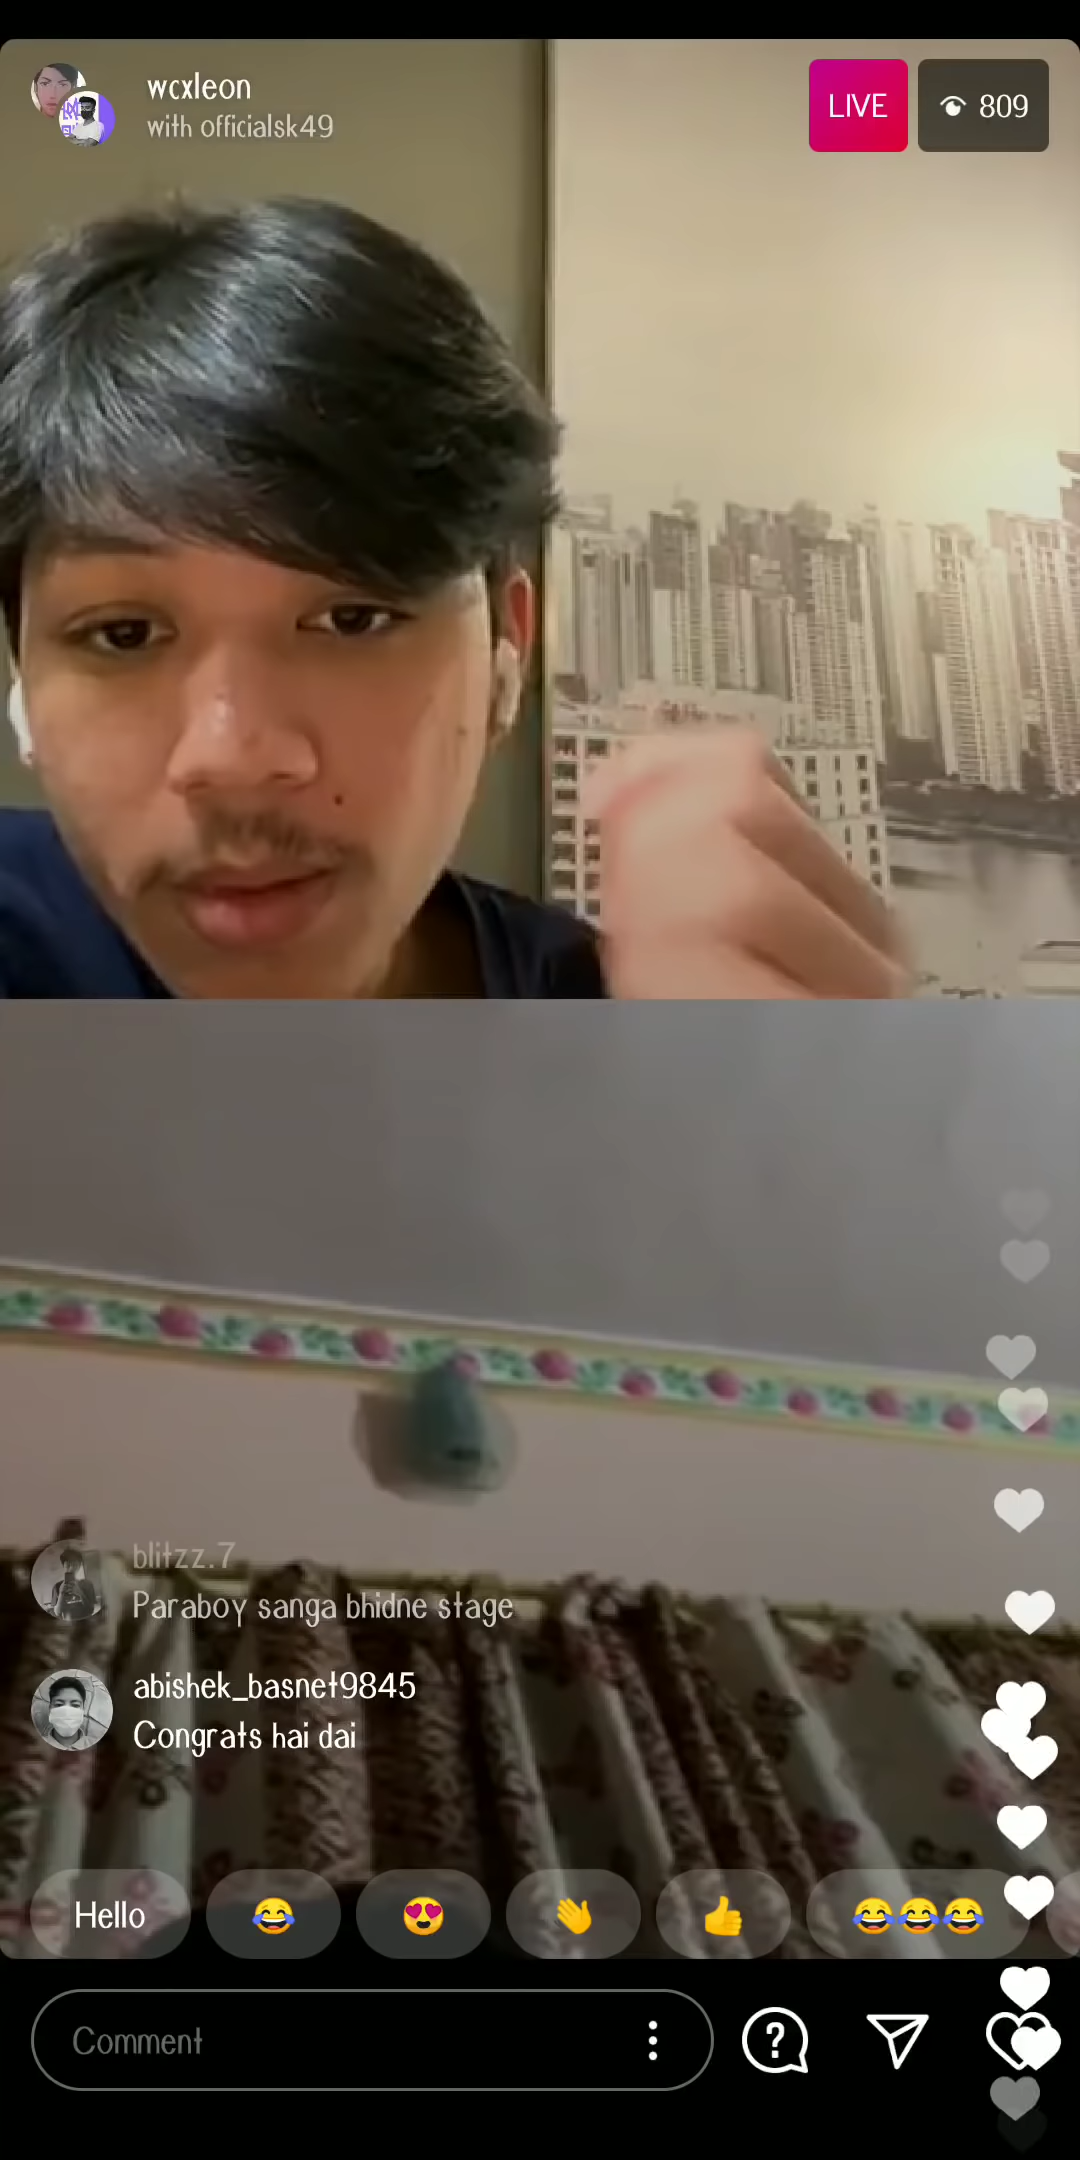 wcxleon
with officialsk49
LIVE
809
blitzz.7
Paraboy sanga bhidne stage
abishek_basnet9845
Congrats hai dai
Hello
Comment